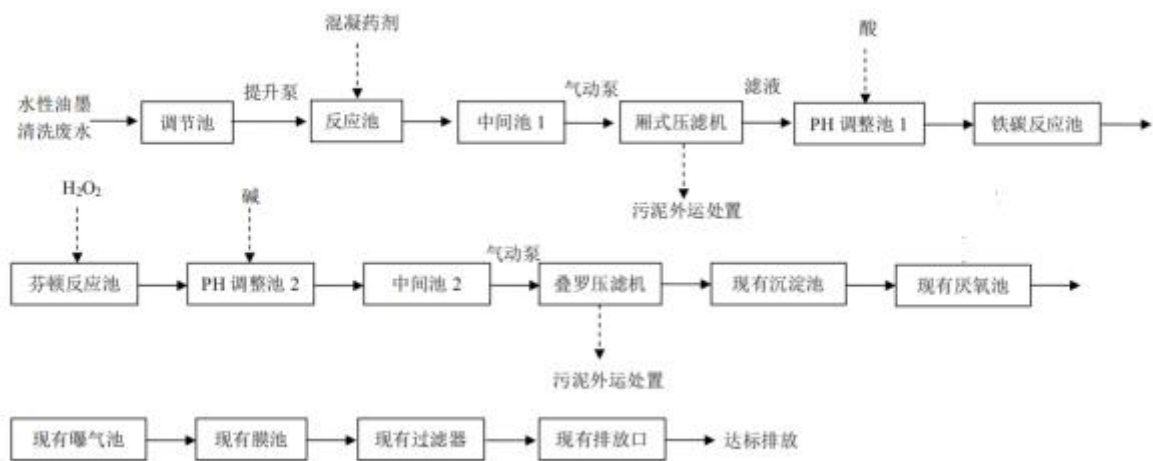 混凝药剂
酸
水性油墨
清洗废水
调节池
提升泵
反应池
中间池 1
气动泵
厢式压滤机
滤液
PH 调整池 1
铁碳反应池
污泥外运处置
H₂O₂
碱
芬顿反应池
PH 调整池 2
中间池 2
气动泵
叠罗压滤机
现有沉淀池
现有厌氧池
污泥外运处置
现有曝气池
现有膜池
现有过滤器
现有排放口
达标排放